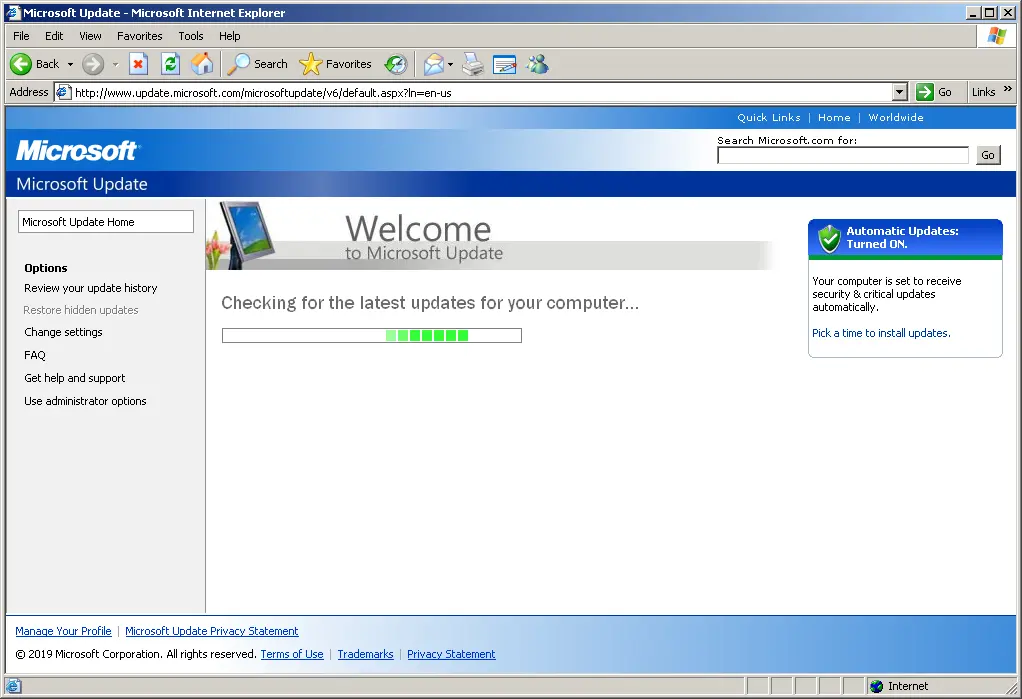 Microsoft Update - Microsoft Internet Explorer
File Edit View Favorites Tools Help
Back Search Favorites
Address http://www.update.microsoft.com/microsoftupdate/v6/default.aspx?ln=en-us Go Links »
Quick Links | Home | Worldwide
Microsoft
Search Microsoft.com for:
Go
Microsoft Update
Microsoft Update Home
Options
Review your update history
Restore hidden updates
Change settings
FAQ
Get help and support
Use administrator options
Welcome
to Microsoft Update
Checking for the latest updates for your computer...
Automatic Updates:
Turned ON.
Your computer is set to receive
security & critical updates
automatically.
Pick a time to install updates.
Manage Your Profile | Microsoft Update Privacy Statement
© 2019 Microsoft Corporation. All rights reserved. Terms of Use | Trademarks | Privacy Statement
Internet